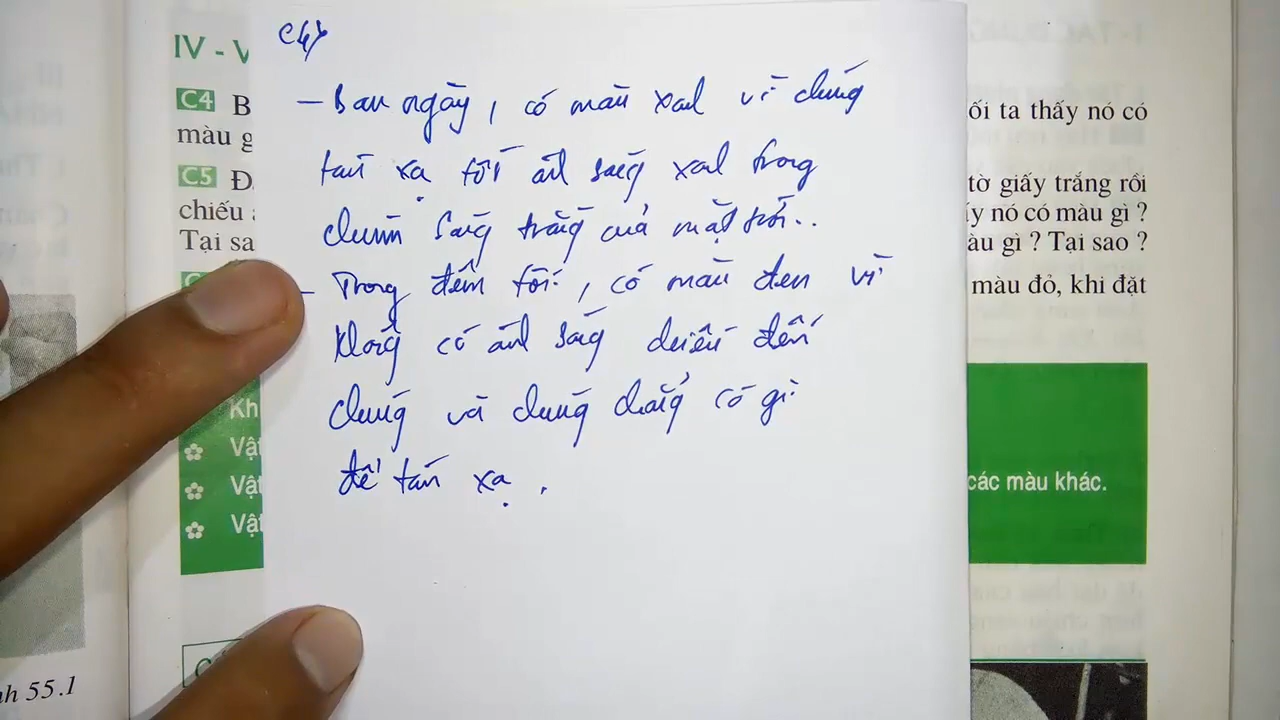 IV - V
C4
- Ban ngày, có màu xanh vì chúng
tán xạ tốt ánh sáng xanh trong
chùm sáng trắng của mặt trời..
- Trong đêm tối, có màu đen vì
không có ánh sáng chiếu đến
chúng và chúng chẳng có gì
để tán xạ.
C4 B
màu g
C5 Đ
chiếu
Tại sa
ối ta thấy nó có
tờ giấy trắng rồi
ấy nó có màu gì ?
àu gì ? Tại sao ?
màu đỏ, khi đặt
Kh
Vật
Vật
Vật
các màu khác.
nh 55.1